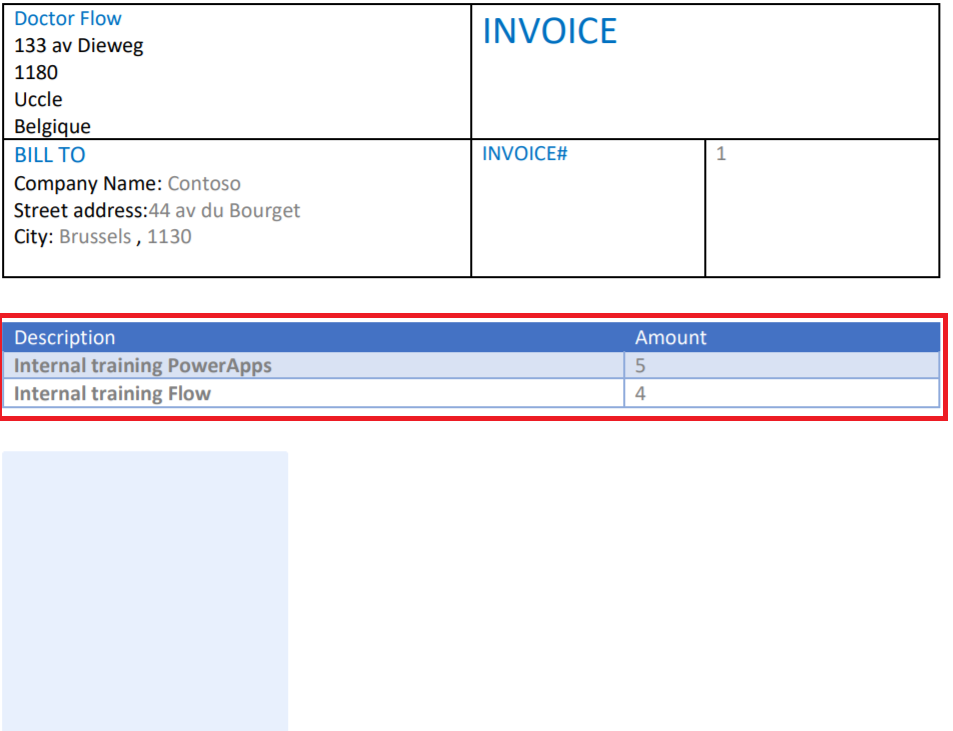 Doctor Flow
133 av Dieweg
1180
Uccle
Belgique
INVOICE
BILL TO
Company Name: Contoso
Street address:44 av du Bourget
City: Brussels , 1130
INVOICE# 1
Description Amount
Internal training PowerApps 5
Internal training Flow 4